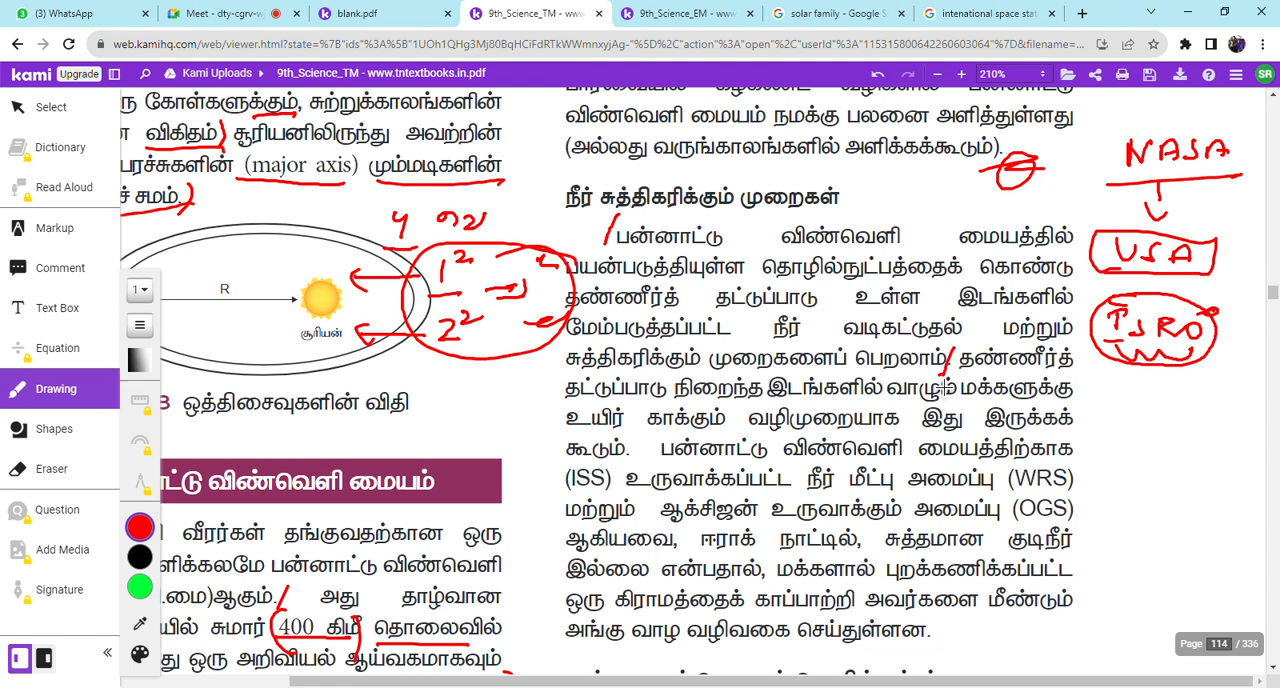 (3) WhatsApp
Meet - dty-cgrv-w
blank.pdf
9th_Science_TM - www
9th_Science_EM - www
solar family - Google S
intenational space stat
web.kamihq.com/web/viewer.html?state=%7B"ids"%3A%5B"1UOh1QHg3Mj80BqHCiFdRTkWWmnxyjAg-"%5D%2C"action"%3A"open"%2C"userId"%3A"115315800642260603064"%7D&filename=...
kami
Upgrade
Kami Uploads
9th_Science_TM - www.tntextbooks.in.pdf
210%
SR
Select
Dictionary
Read Aloud
Markup
Comment
Text Box
Equation
Drawing
Shapes
Eraser
Question
Add Media
Signature
1
ரு கோள்களுக்கும், சுற்றுக்காலங்களின்
ன விகிதம் சூரியனிலிருந்து அவற்றின்
பரச்சுகளின் (major axis) மும்மடிகளின்
ச் சமம்.
R
சூரியன்
1²
2²
3 ஒத்திசைவுகளின் விதி
ாட்டு விண்வெளி மையம்
ி வீரர்கள் தங்குவதற்கான ஒரு
ளிக்கலமே பன்னாட்டு விண்வெளி
.மை)ஆகும். அது தாழ்வான
யில் சுமார் 400 கிமீ தொலைவில்
து ஒரு அறிவியல் ஆய்வகமாகவும்
விண்வெளி மையம் நமக்கு பலனை அளித்துள்ளது
(அல்லது வருங்காலங்களில் அளிக்கக்கூடும்).
நீர் சுத்திகரிக்கும் முறைகள்
பன்னாட்டு விண்வெளி மையத்தில்
பயன்படுத்தியுள்ள தொழில்நுட்பத்தைக் கொண்டு
தண்ணீர்த் தட்டுப்பாடு உள்ள இடங்களில்
மேம்படுத்தப்பட்ட நீர் வடிகட்டுதல் மற்றும்
சுத்திகரிக்கும் முறைகளைப் பெறலாம். தண்ணீர்த்
தட்டுப்பாடு நிறைந்த இடங்களில் வாழும் மக்களுக்கு
உயிர் காக்கும் வழிமுறையாக இது இருக்கக்
கூடும். பன்னாட்டு விண்வெளி மையத்திற்காக
(ISS) உருவாக்கப்பட்ட நீர் மீட்பு அமைப்பு (WRS)
மற்றும் ஆக்சிஜன் உருவாக்கும் அமைப்பு (OGS)
ஆகியவை, ஈராக் நாட்டில், சுத்தமான குடிநீர்
இல்லை என்பதால், மக்களால் புறக்கணிக்கப்பட்ட
ஒரு கிராமத்தைக் காப்பாற்றி அவர்களை மீண்டும்
அங்கு வாழ வழிவகை செய்துள்ளன.
NASA
USA
ISRO
Page 114 / 336